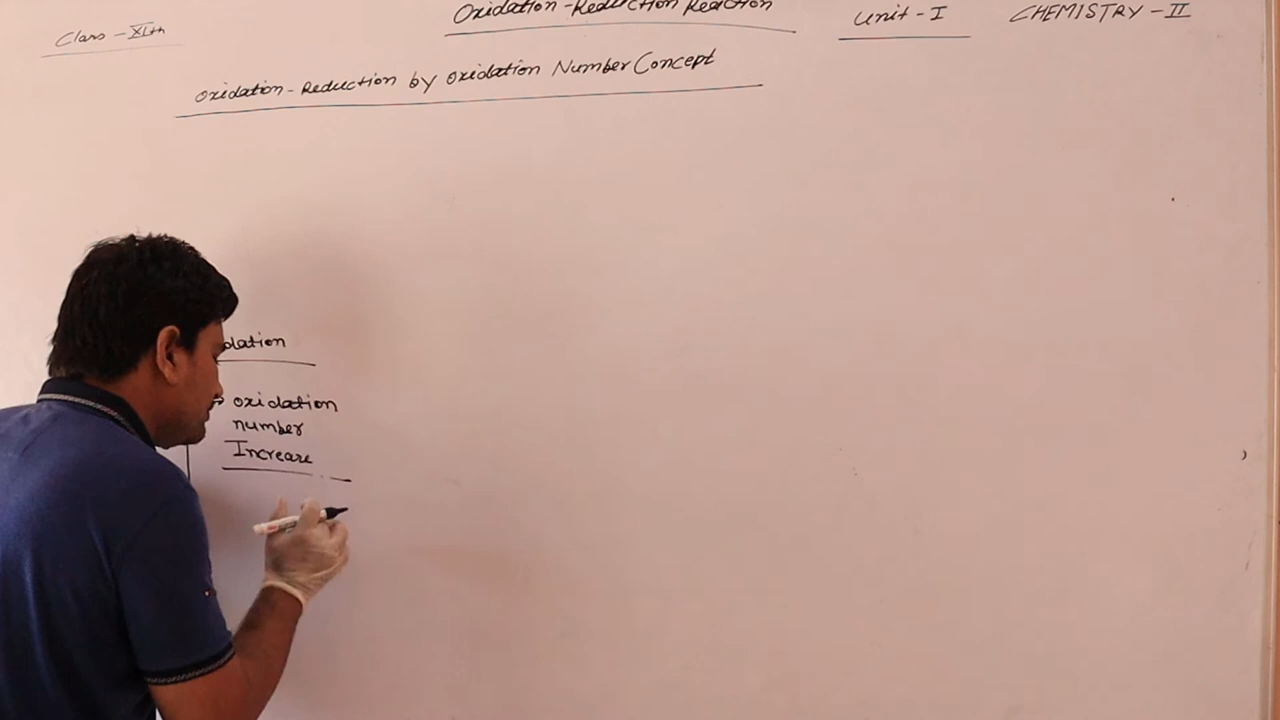 Class - XIth
Oxidation - Reduction Reaction
Unit - I
CHEMISTRY - II
Oxidation - Reduction by Oxidation Number Concept
dation
→ oxidation
number
Increase